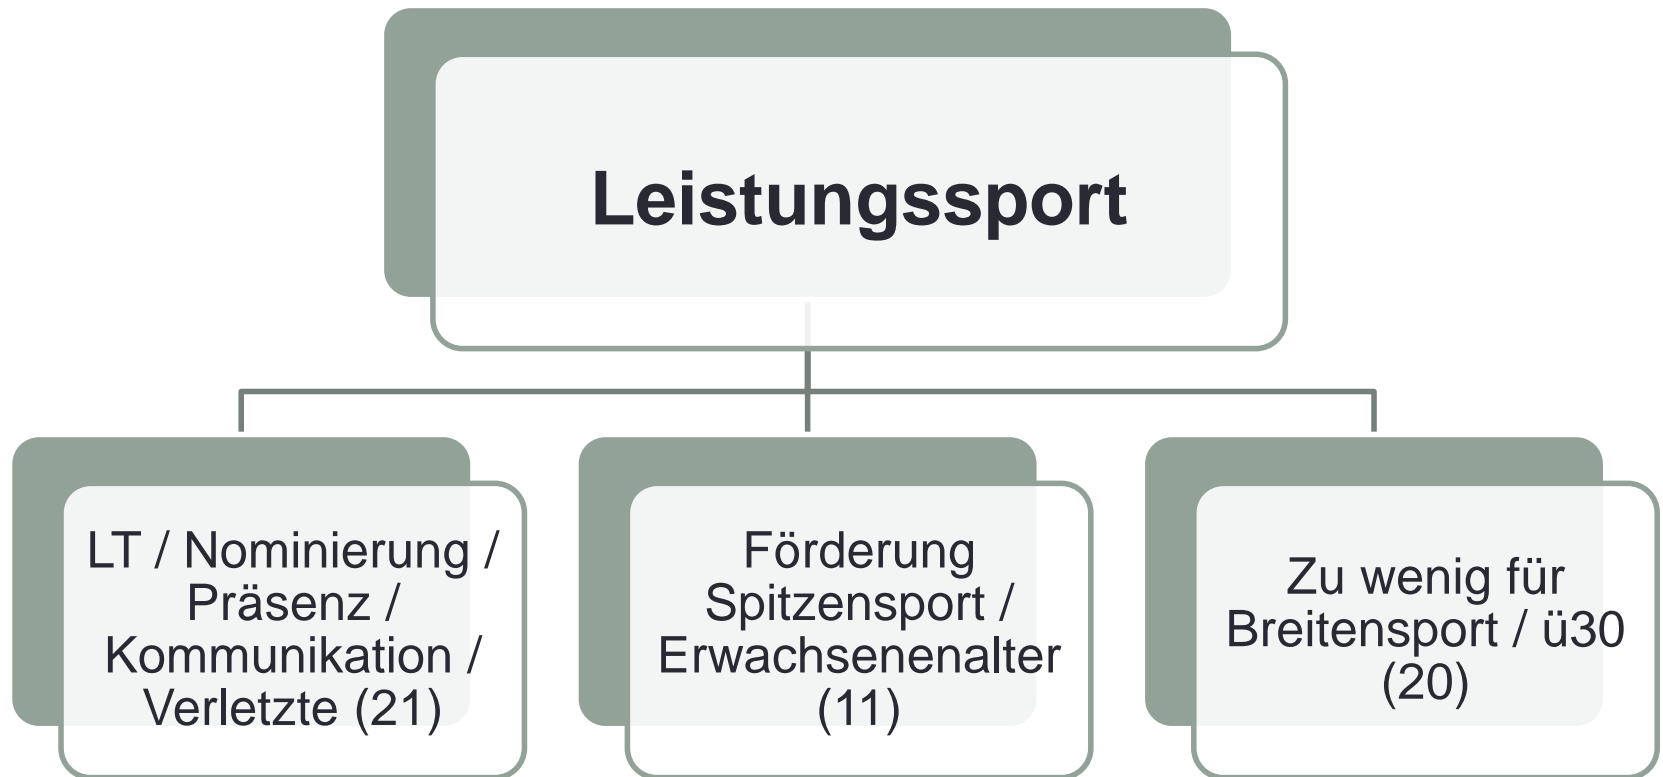 Leistungssport
LT / Nominierung /
Präsenz /
Kommunikation /
Verletzte (21)
Förderung
Spitzensport /
Erwachsenenalter
(11)
Zu wenig für
Breitensport / ü30
(20)